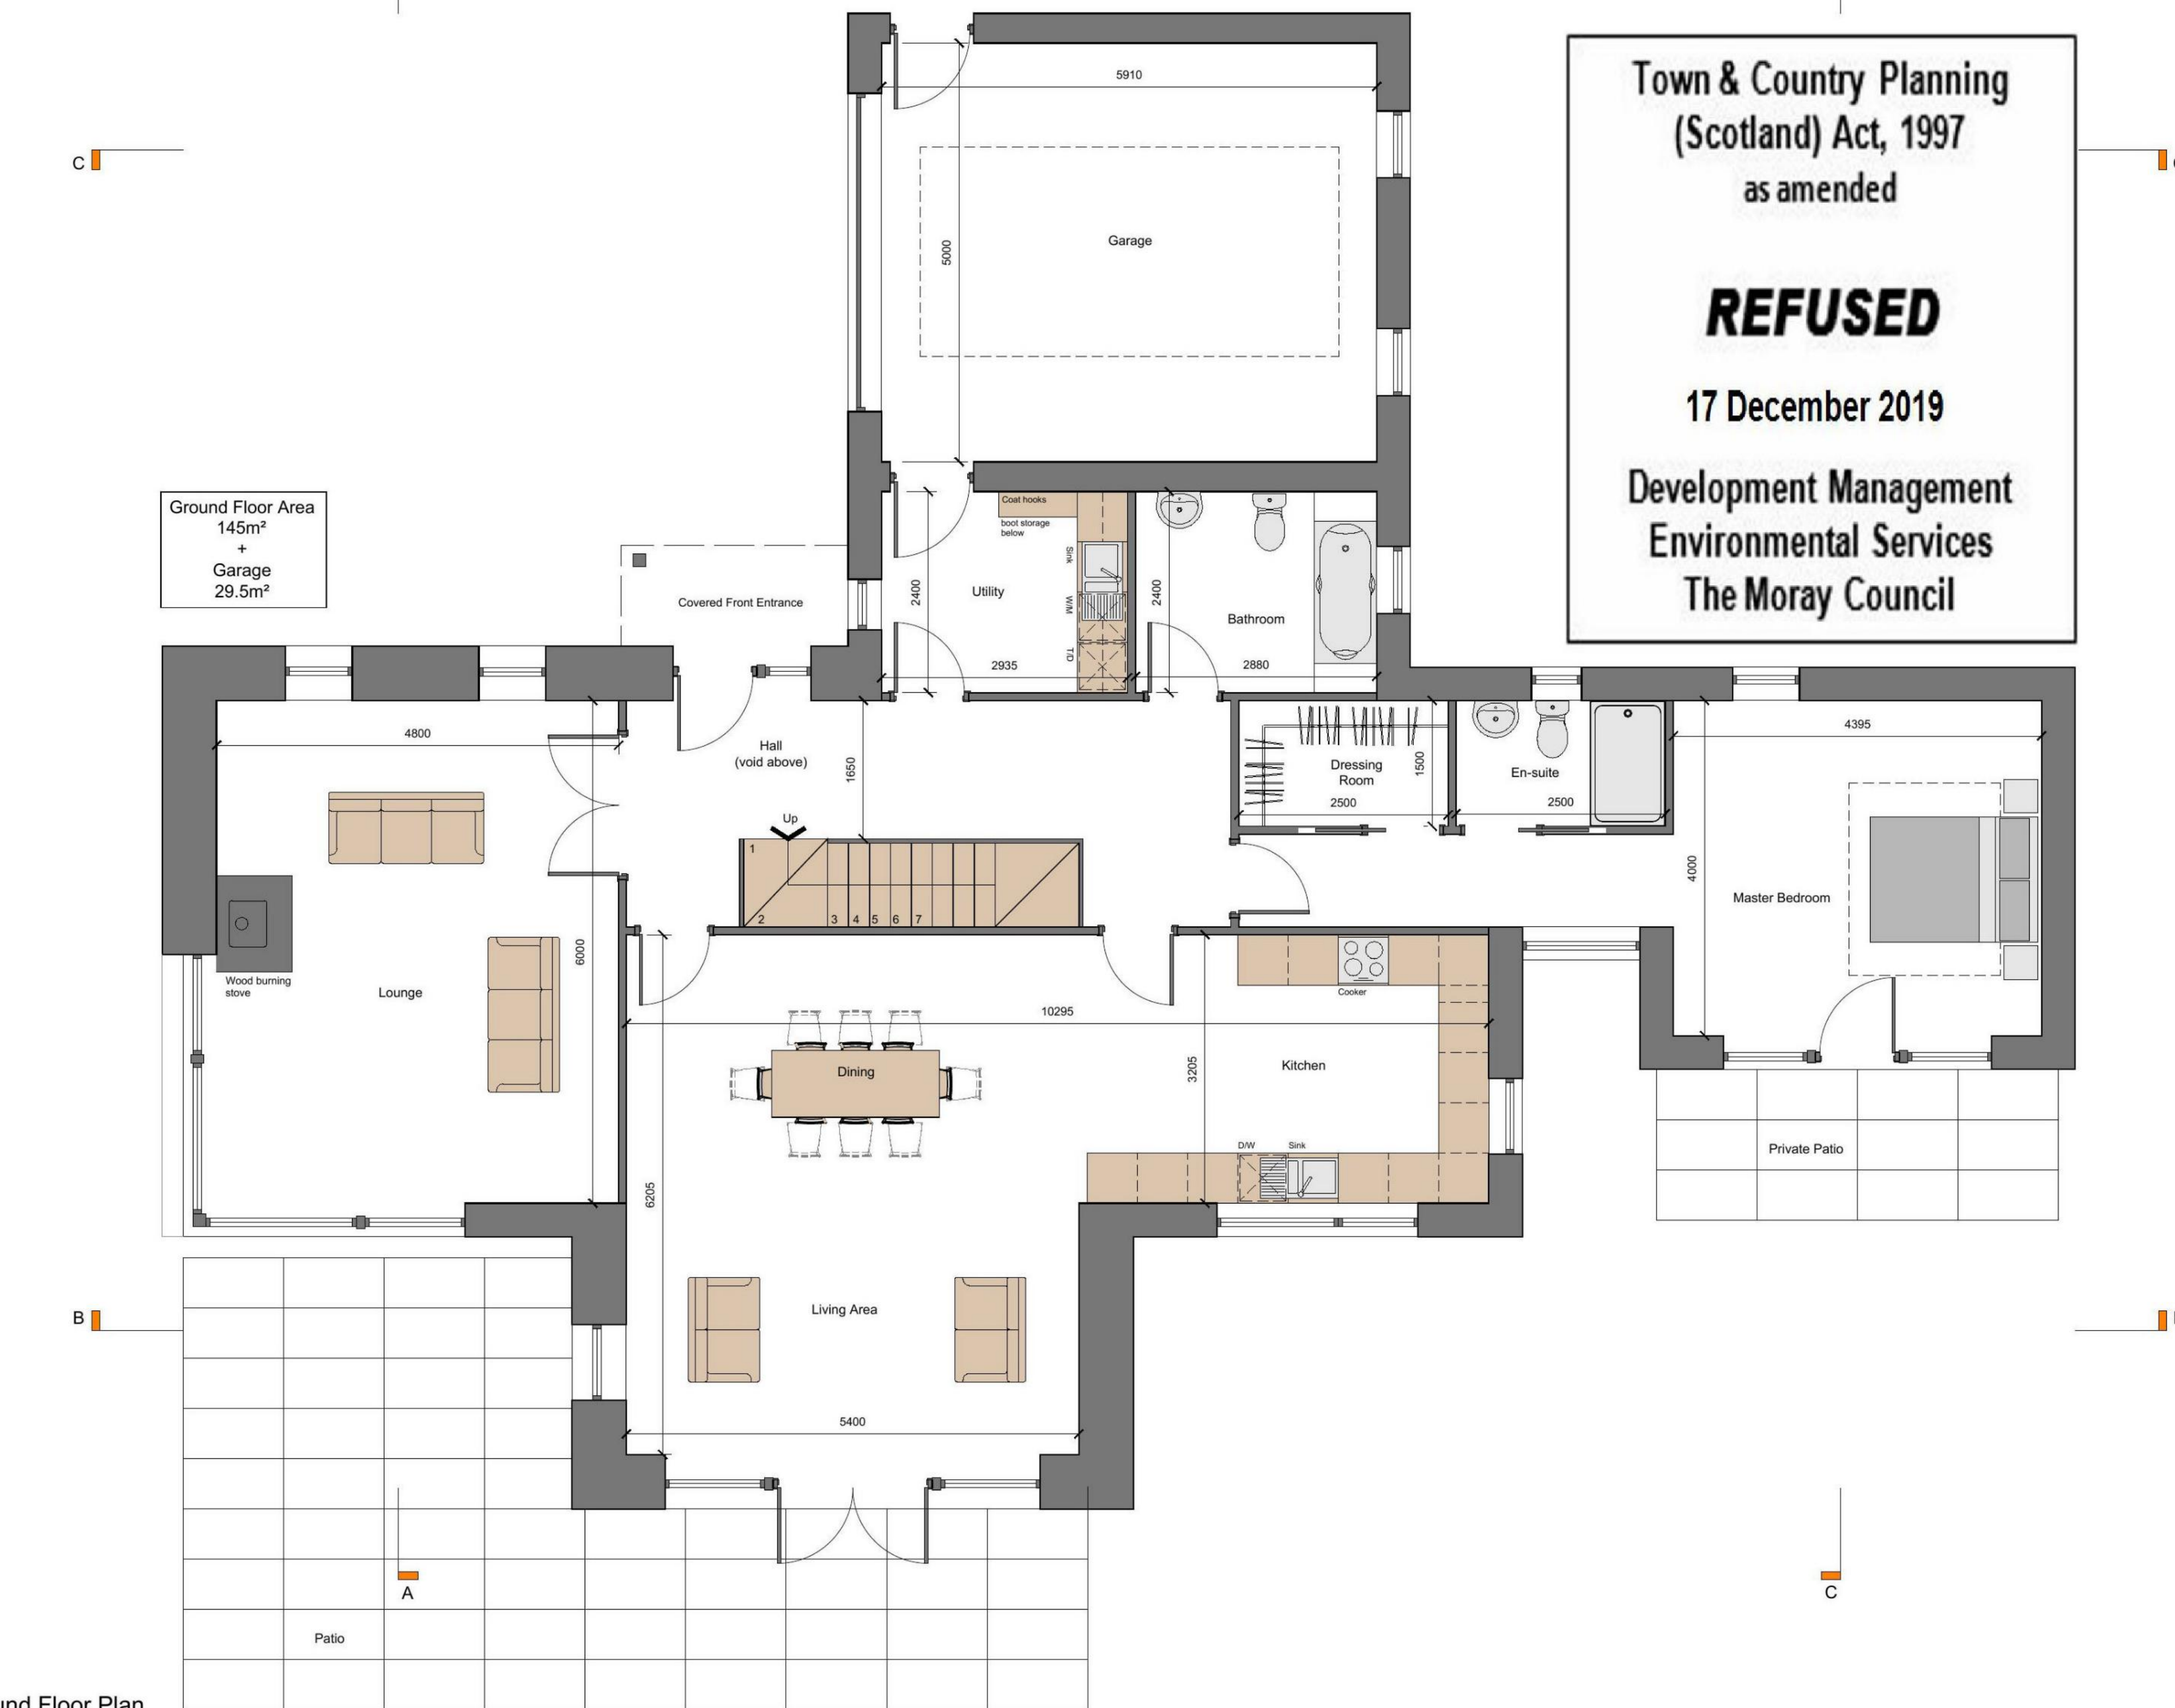 Town & Country Planning
(Scotland) Act, 1997
as amended
REFUSED
17 December 2019
Development Management
Environmental Services
The Moray Council
C
5910
5000
Garage
Ground Floor Area
145m²
+
Garage
29.5m²
Covered Front Entrance
Coat hooks
boot storage
below
Sink
W/M
T/D
2400
Utility
2935
2400
Bathroom
2880
4800
Hall
(void above)
1650
Up
1
2
3
4
5
6
7
Dressing
Room
1500
2500
En-suite
2500
4395
4000
Master Bedroom
Wood burning
stove
Lounge
6000
Cooker
10295
Dining
3205
Kitchen
D/W
Sink
6205
Private Patio
B
Living Area
5400
A
C
Patio
und Floor Plan